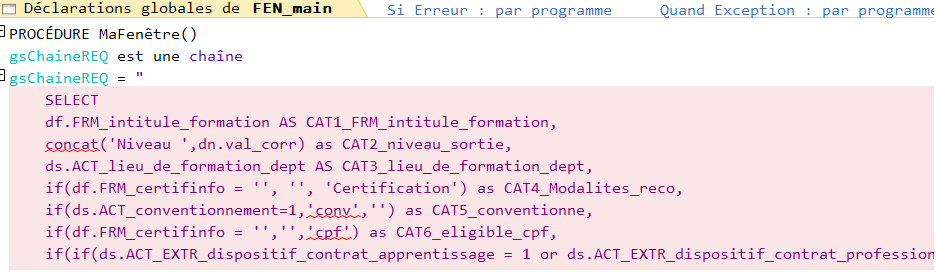 Déclarations globales de FEN_main Si Erreur : par programme Quand Exception : par programme
PROCÉDURE MaFenêtre()
gsChaineREQ est une chaîne
gsChaineREQ = "
SELECT
df.FRM_intitule_formation AS CAT1_FRM_intitule_formation,
concat('Niveau ',dn.val_corr) as CAT2_niveau_sortie,
ds.ACT_lieu_de_formation_dept AS CAT3_lieu_de_formation_dept,
if(df.FRM_certifinfo = '', '', 'Certification') as CAT4_Modalites_reco,
if(ds.ACT_conventionnement=1,'conv','') as CAT5_conventionne,
if(df.FRM_certifinfo = '','','cpf') as CAT6_eligible_cpf,
if(if(ds.ACT_EXTR_dispositif_contrat_apprentissage = 1 or ds.ACT_EXTR_dispositif_contrat_profession